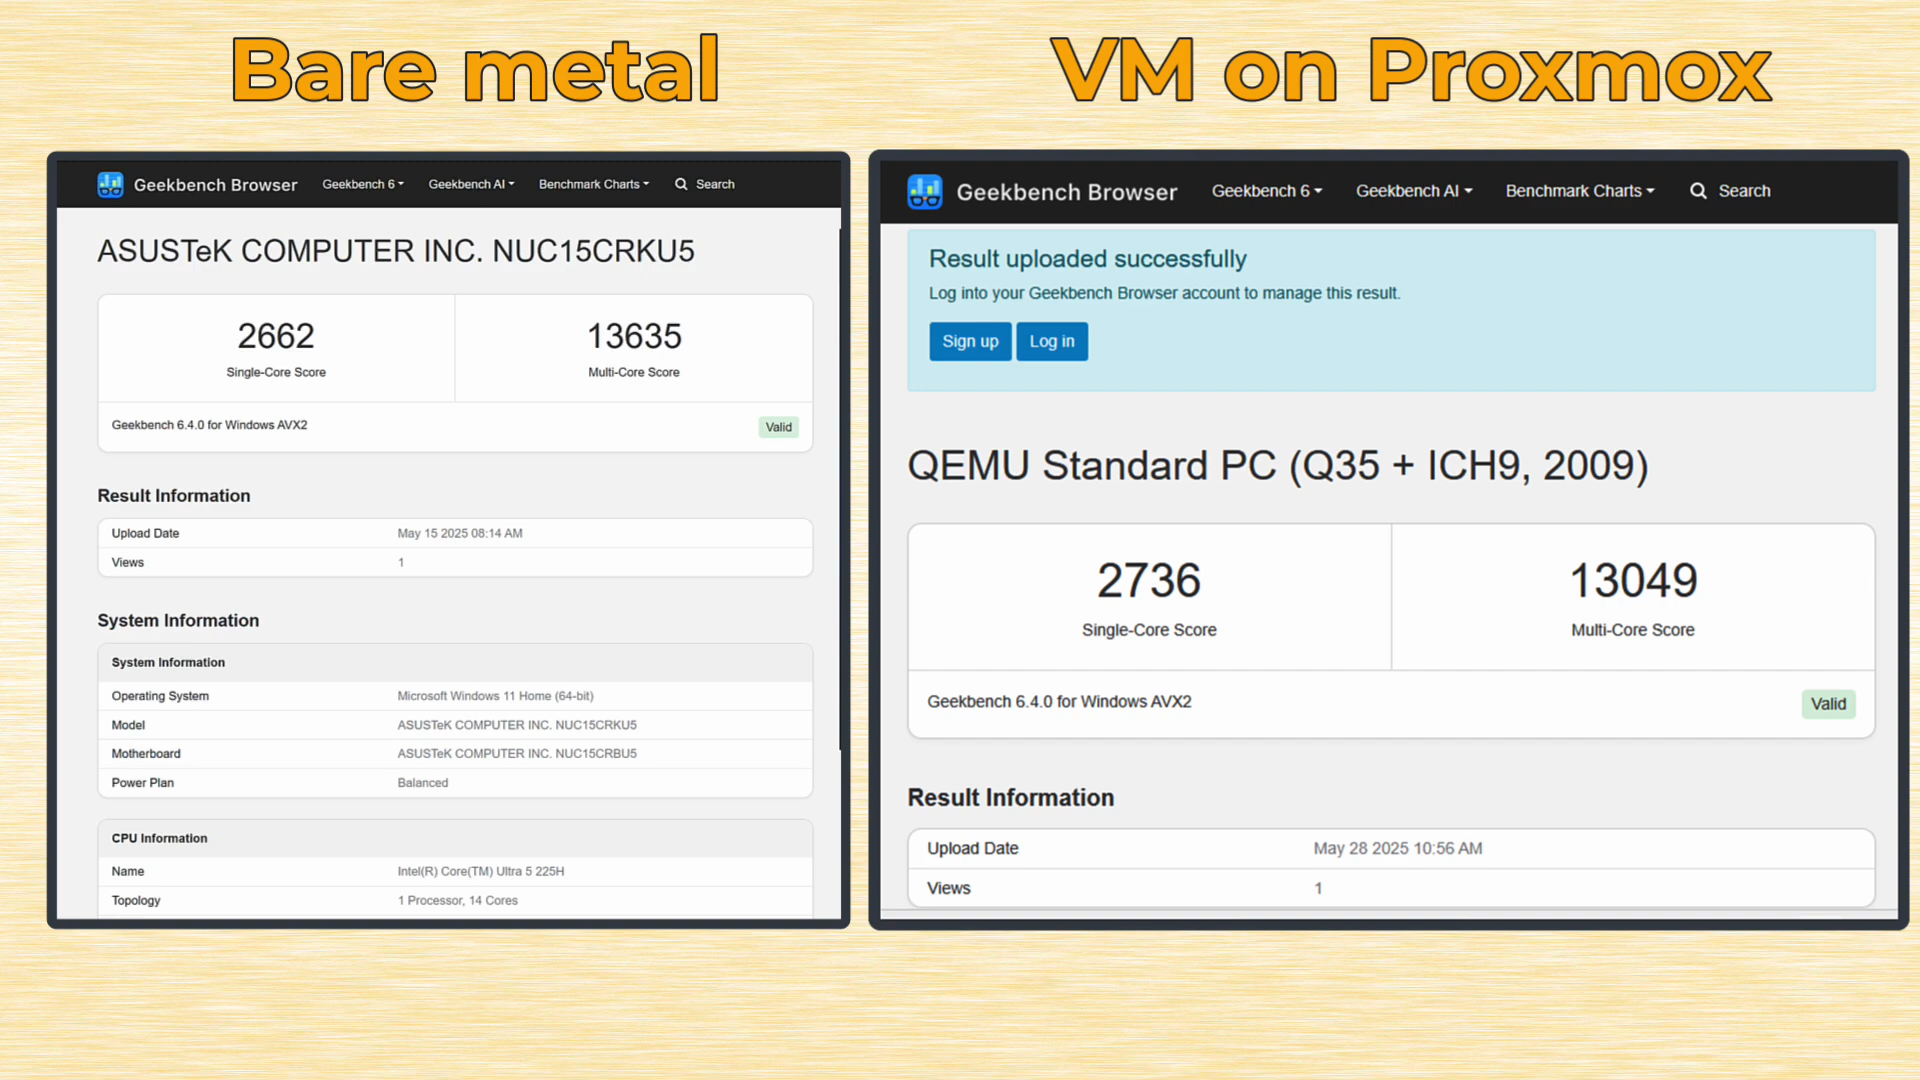 Bare metal
Geekbench Browser Geekbench 6 Geekbench AI Benchmark Charts Search
ASUSTeK COMPUTER INC. NUC15CRKU5
2662 13635
Single-Core Score Multi-Core Score
Geekbench 6.4.0 for Windows AVX2 Valid
Result Information
Upload Date May 15 2025 08:14 AM
Views 1
System Information
System Information
Operating System Microsoft Windows 11 Home (64-bit)
Model ASUSTeK COMPUTER INC. NUC15CRKU5
Motherboard ASUSTeK COMPUTER INC. NUC15CRBU5
Power Plan Balanced
CPU Information
Name Intel(R) Core(TM) Ultra 5 225H
Topology 1 Processor, 14 Cores
VM on Proxmox
Geekbench Browser Geekbench 6 Geekbench AI Benchmark Charts Search
Result uploaded successfully
Log into your Geekbench Browser account to manage this result.
Sign up Log in
QEMU Standard PC (Q35 + ICH9, 2009)
2736 13049
Single-Core Score Multi-Core Score
Geekbench 6.4.0 for Windows AVX2 Valid
Result Information
Upload Date May 28 2025 10:56 AM
Views 1